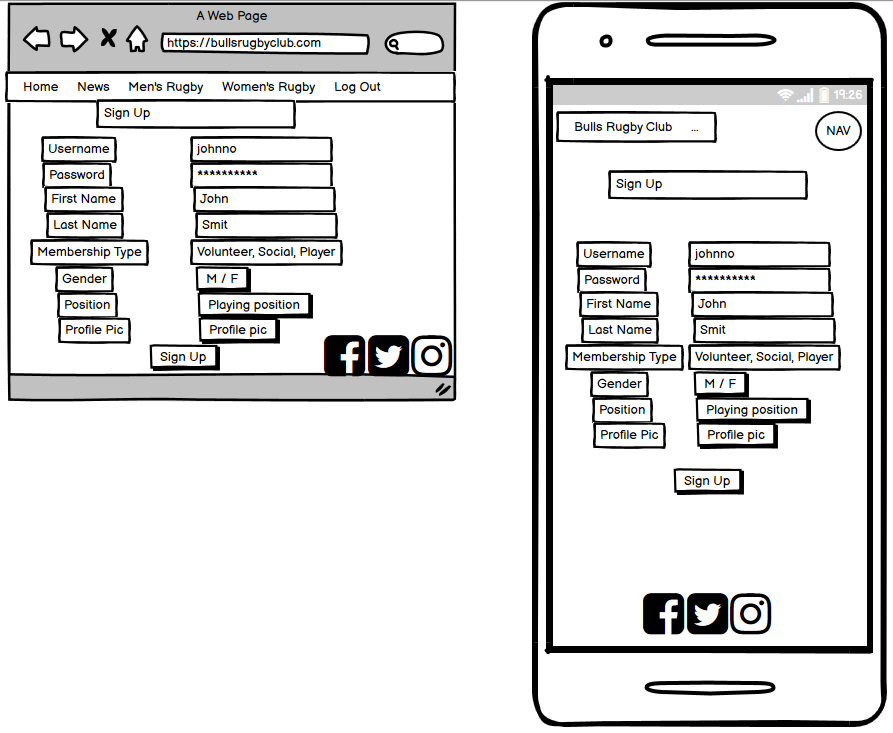 A Web Page
https://bullsrugbyclub.com
Home News Men's Rugby Women's Rugby Log Out
Sign Up
Username johnno
Password **********
First Name John
Last Name Smit
Membership Type Volunteer, Social, Player
Gender M / F
Position Playing position
Profile Pic Profile pic
Sign Up
19:26
Bulls Rugby Club ...
NAV
Sign Up
Username johnno
Password **********
First Name John
Last Name Smit
Membership Type Volunteer, Social, Player
Gender M / F
Position Playing position
Profile Pic Profile pic
Sign Up